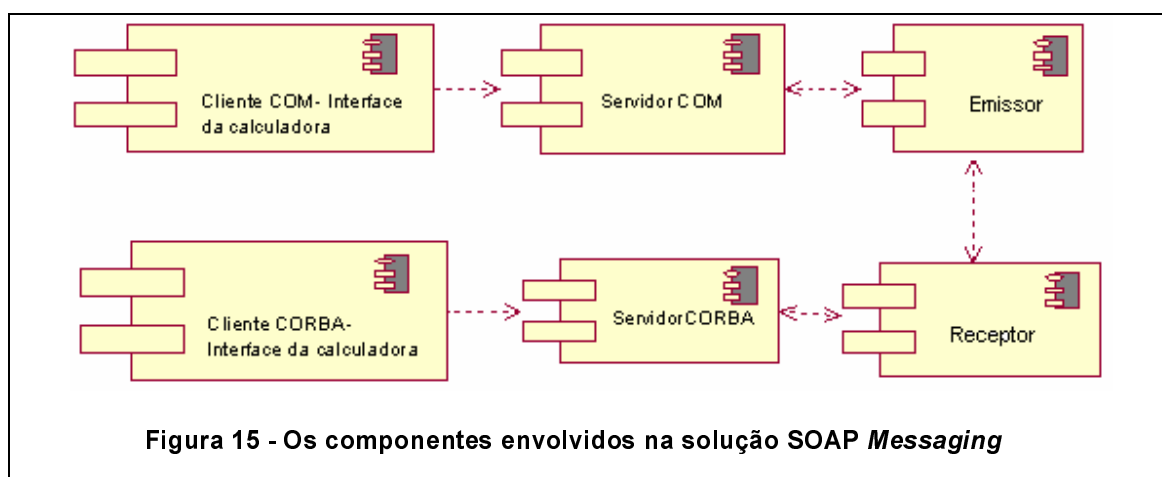 Cliente COM- Interface
da calculadora
Servidor COM
Emissor
Cliente CORBA-
Interface da calculadora
ServidorCORBA
Receptor
Figura 15 - Os componentes envolvidos na solução SOAP Messaging